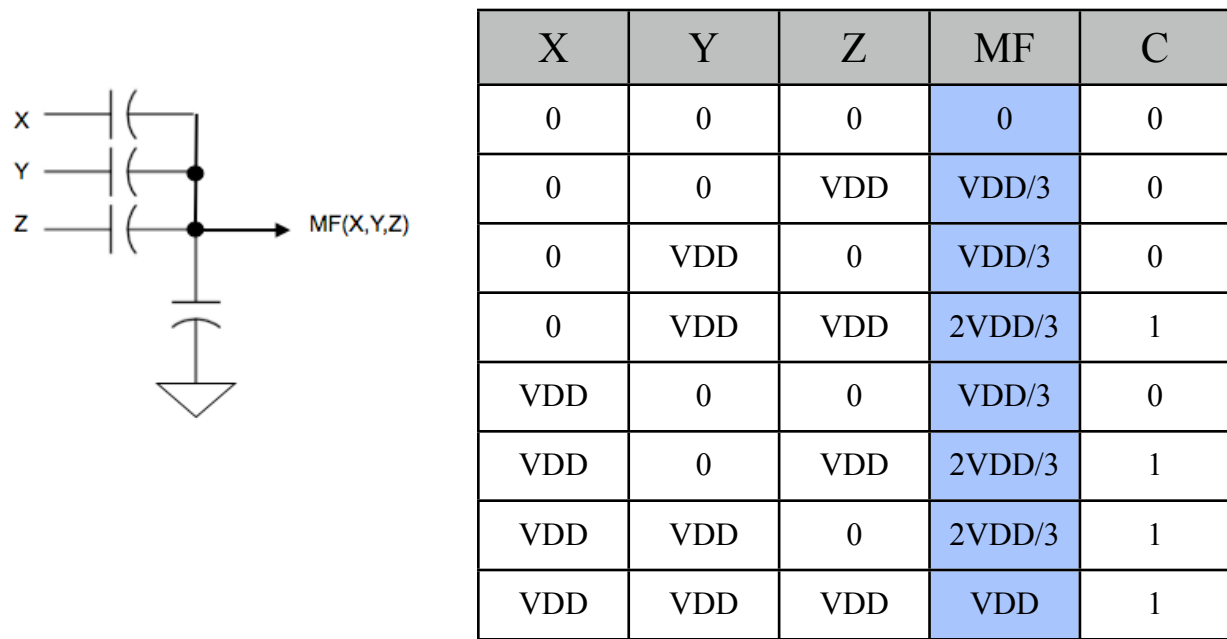 X
Y
Z
MF(X,Y,Z)
X Y Z MF C
0 0 0 0 0
0 0 VDD VDD/3 0
0 VDD 0 VDD/3 0
0 VDD VDD 2VDD/3 1
VDD 0 0 VDD/3 0
VDD 0 VDD 2VDD/3 1
VDD VDD 0 2VDD/3 1
VDD VDD VDD VDD 1